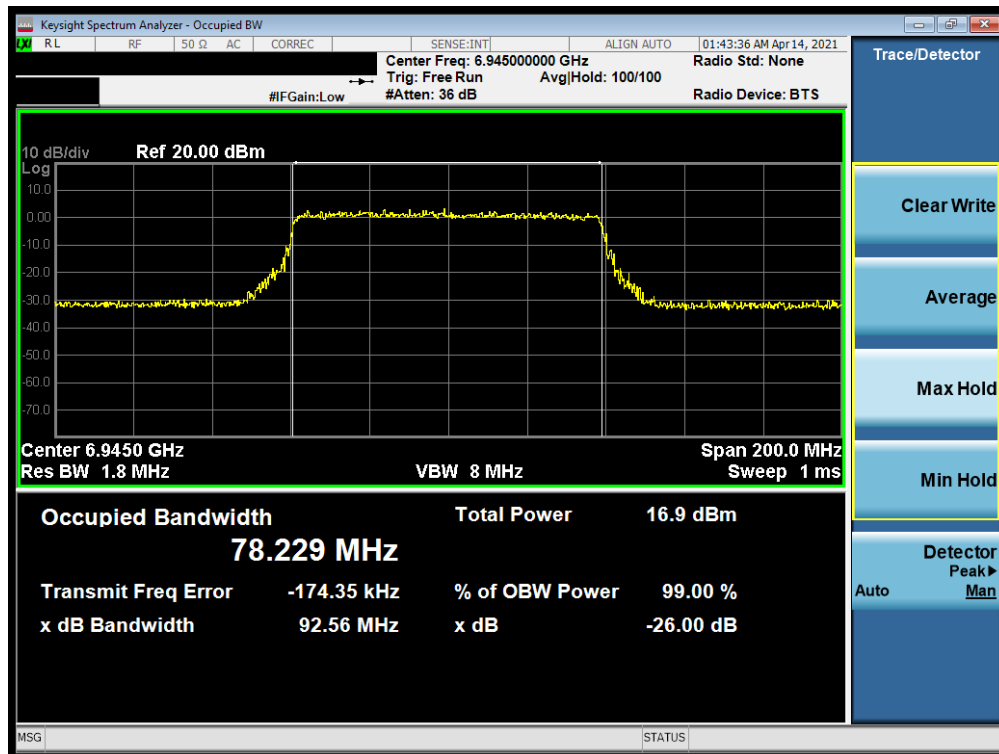 Keysight Spectrum Analyzer - Occupied BW
LXI RL RF 50 Ω AC CORREC SENSE:INT ALIGN AUTO 01:43:36 AM Apr 14, 2021
Center Freq: 6.945000000 GHz Radio Std: None
Trig: Free Run Avg|Hold: 100/100
#IFGain:Low #Atten: 36 dB Radio Device: BTS
10 dB/div Ref 20.00 dBm
Log
10.0
0.00
-10.0
-20.0
-30.0
-40.0
-50.0
-60.0
-70.0
Center 6.9450 GHz Span 200.0 MHz
Res BW 1.8 MHz VBW 8 MHz Sweep 1 ms
Occupied Bandwidth Total Power 16.9 dBm
78.229 MHz
Transmit Freq Error -174.35 kHz % of OBW Power 99.00 %
x dB Bandwidth 92.56 MHz x dB -26.00 dB
Trace/Detector
Clear Write
Average
Max Hold
Min Hold
Detector
Peak▶
Auto Man
MSG STATUS